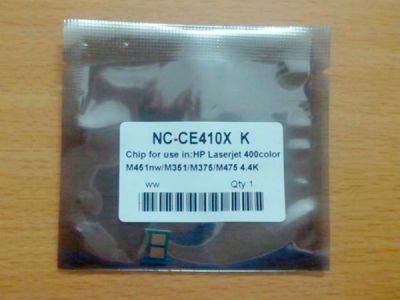 NC-CE410X K
Chip for use in:HP Laserjet 400color
M451nw/M351/M375/M475 4.4K
ww Qty:1